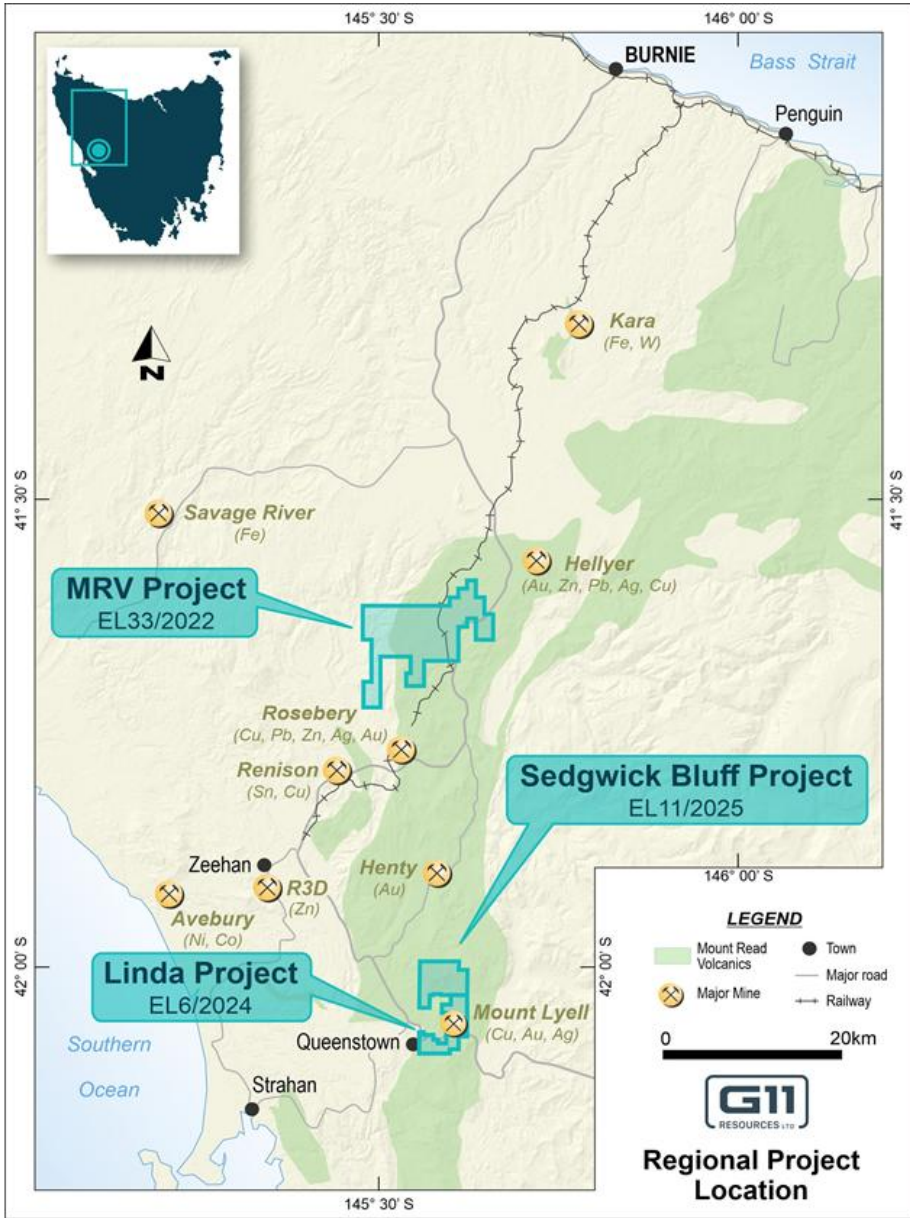 145° 30' S
146° 00' S
BURNIE
Bass Strait
Penguin
N
Kara
(Fe, W)
41° 30' S
41° 30' S
Savage River
(Fe)
Hellyer
(Au, Zn, Pb, Ag, Cu)
MRV Project
EL33/2022
Rosebery
(Cu, Pb, Zn, Ag, Au)
Renison
(Sn, Cu)
Sedgwick Bluff Project
EL11/2025
Zeehan
R3D
(Zn)
Henty
(Au)
Avebury
(Ni, Co)
146° 00' S
42° 00' S
42° 00' S
Linda Project
EL6/2024
Mount Lyell
(Cu, Au, Ag)
Queenstown
Southern
Ocean
Strahan
145° 30' S
LEGEND
Mount Read
Volcanics
Town
Major road
Major Mine
Railway
0
20km
G11
RESOURCES LTD
Regional Project
Location